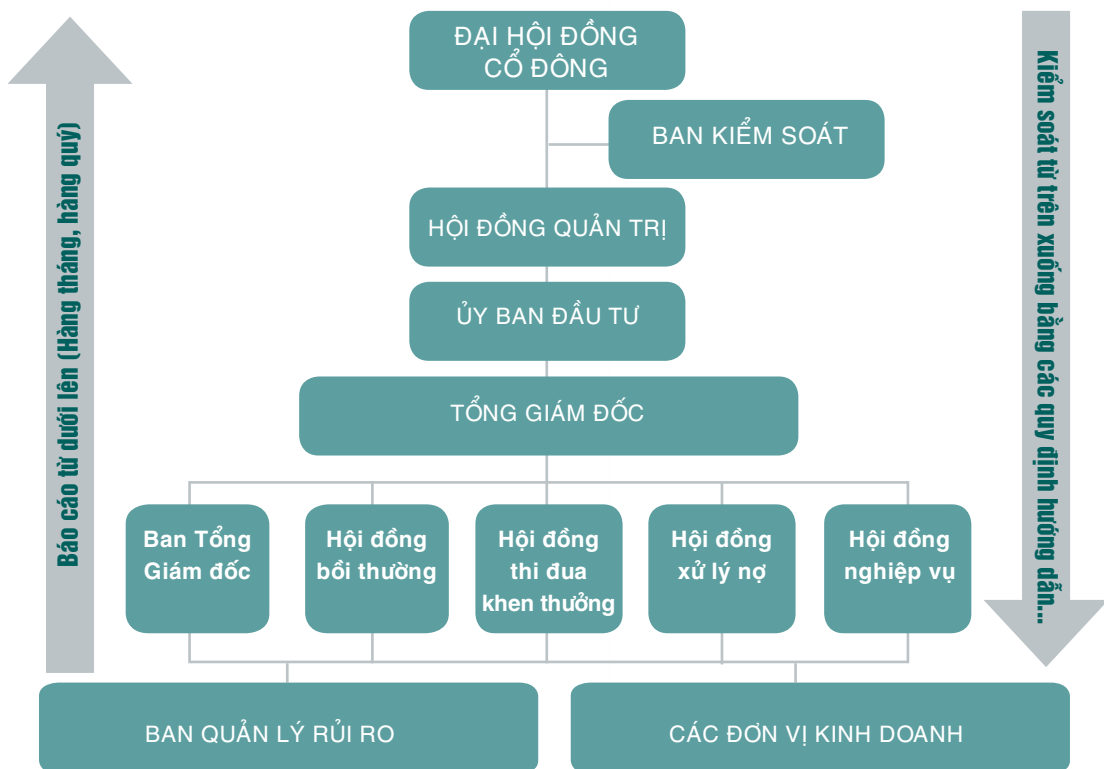 ĐẠI HỘI ĐỒNG
CỔ ĐÔNG
BAN KIỂM SOÁT
HỘI ĐỒNG QUẢN TRỊ
ỦY BAN ĐẦU TƯ
TỔNG GIÁM ĐỐC
Ban Tổng
Giám đốc
Hội đồng
bồi thường
Hội đồng
thi đua
khen thưởng
Hội đồng
xử lý nợ
Hội đồng
nghiệp vụ
BAN QUẢN LÝ RỦI RO
CÁC ĐƠN VỊ KINH DOANH
Báo cáo từ dưới lên (Hàng tháng, hàng quý)
Kiểm soát từ trên xuống bằng các quy định hướng dẫn...